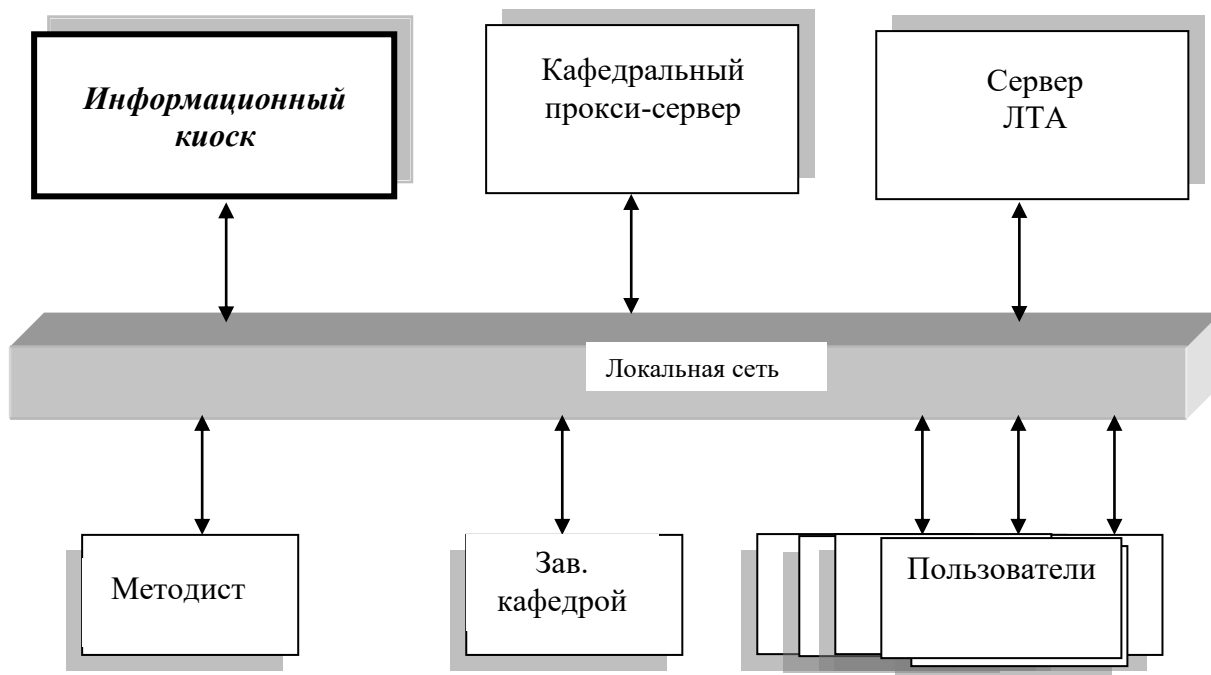 Информационный
киоск
Кафедральный
прокси-сервер
Сервер
ЛТА
Локальная сеть
Методист
Зав.
кафедрой
Пользователи